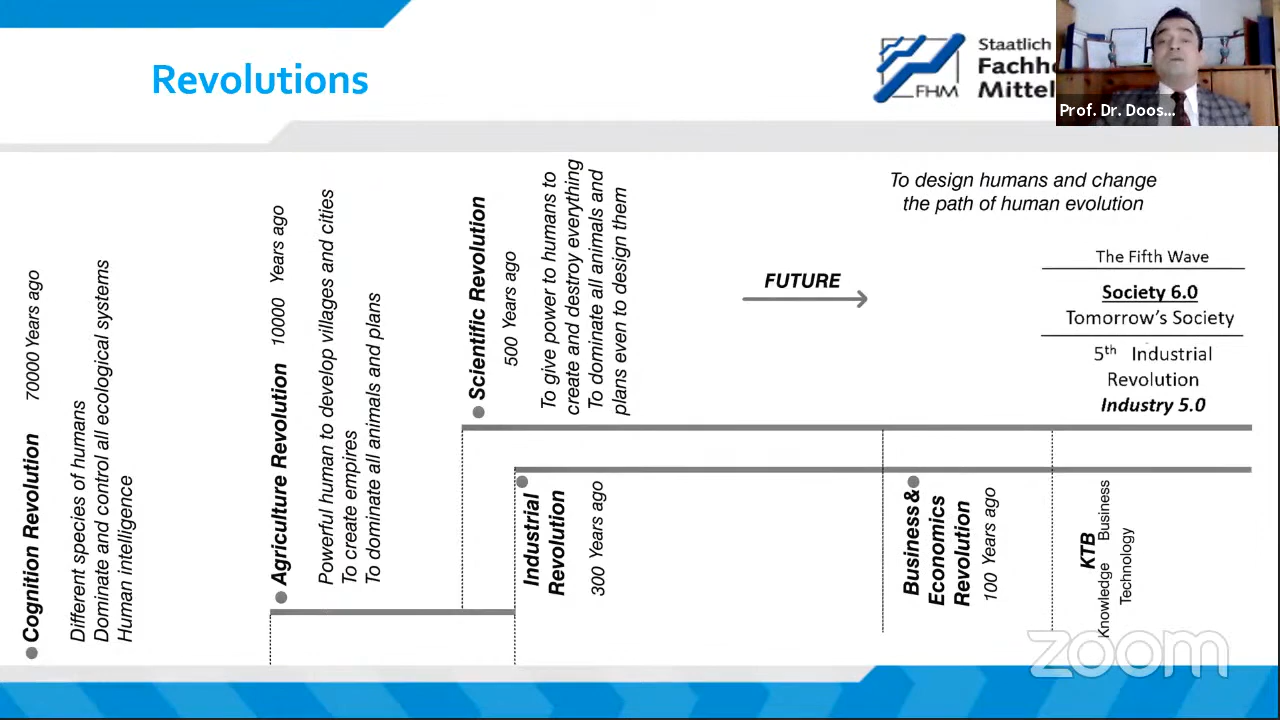 Revolutions
Staatlich
Fachho
Mittel
FHM
Prof. Dr. Doos...
Cognition Revolution 70000 Years ago
Different species of humans
Dominate and control all ecological systems
Human intelligence
Agriculture Revolution 10000 Years ago
Powerful human to develop villages and cities
To create empires
To dominate all animals and plans
Scientific Revolution
500 Years ago
To give power to humans to
create and destroy everything
To dominate all animals and
plans even to design them
Industrial
Revolution
300 Years ago
FUTURE
To design humans and change
the path of human evolution
The Fifth Wave
Society 6.0
Tomorrow's Society
5th Industrial
Revolution
Industry 5.0
Business&
Economics
Revolution
100 Years ago
KTB
Knowledge Business
Technology
zoom